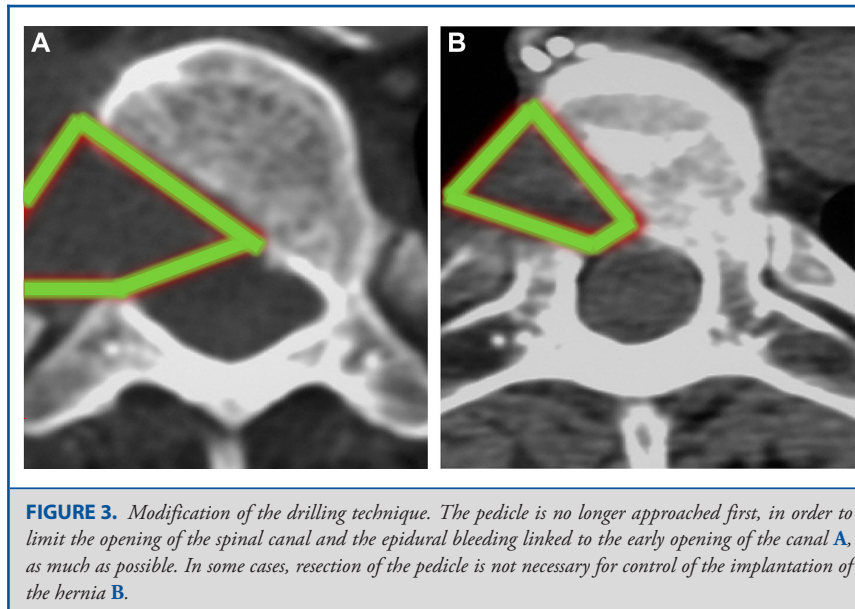 A
B
FIGURE 3. Modification of the drilling technique. The pedicle is no longer approached first, in order to
limit the opening of the spinal canal and the epidural bleeding linked to the early opening of the canal A,
as much as possible. In some cases, resection of the pedicle is not necessary for control of the implantation of
the hernia B.